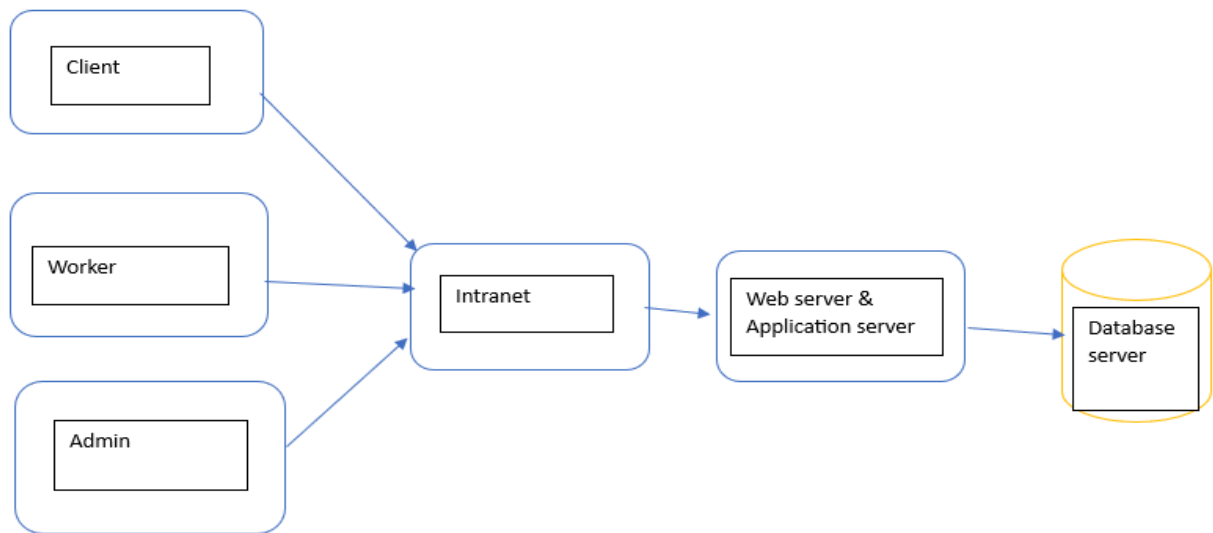 Client
Worker
Admin
Intranet
Web server &
Application server
Database
server